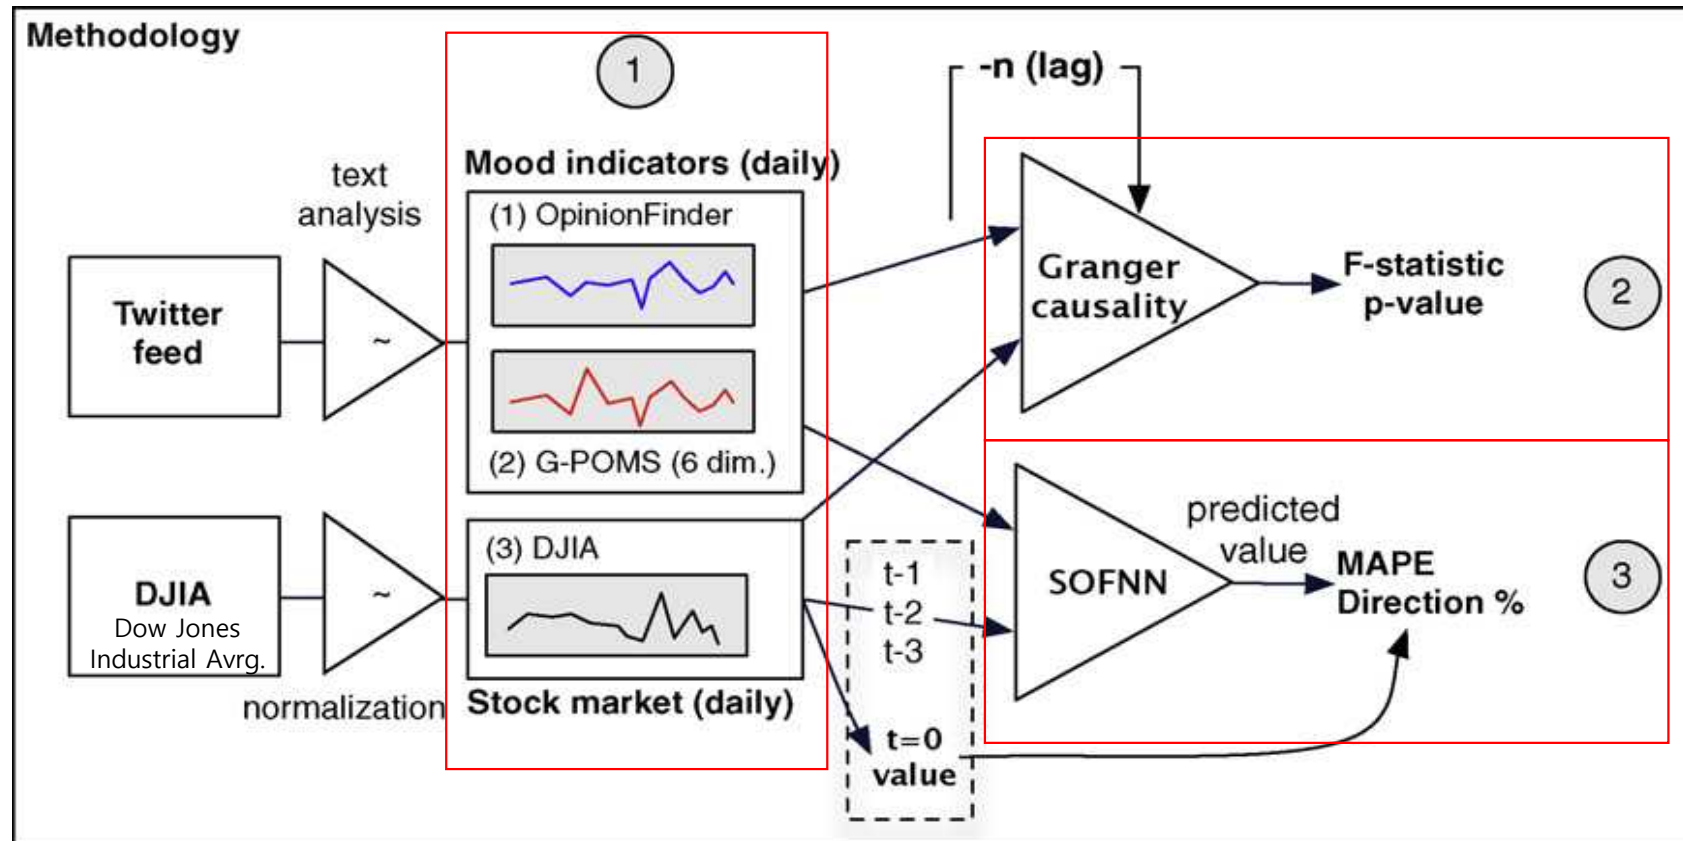 Methodology
1
-n (lag)
text
analysis
Mood indicators (daily)
(1) OpinionFinder
Twitter
feed
~
(2) G-POMS (6 dim.)
Granger
causality
F-statistic
p-value
2
DJIA
Dow Jones
Industrial Avrg.
~
normalization
(3) DJIA
Stock market (daily)
t-1
t-2
t-3
t=0
value
SOFNN
predicted
value
MAPE
Direction %
3